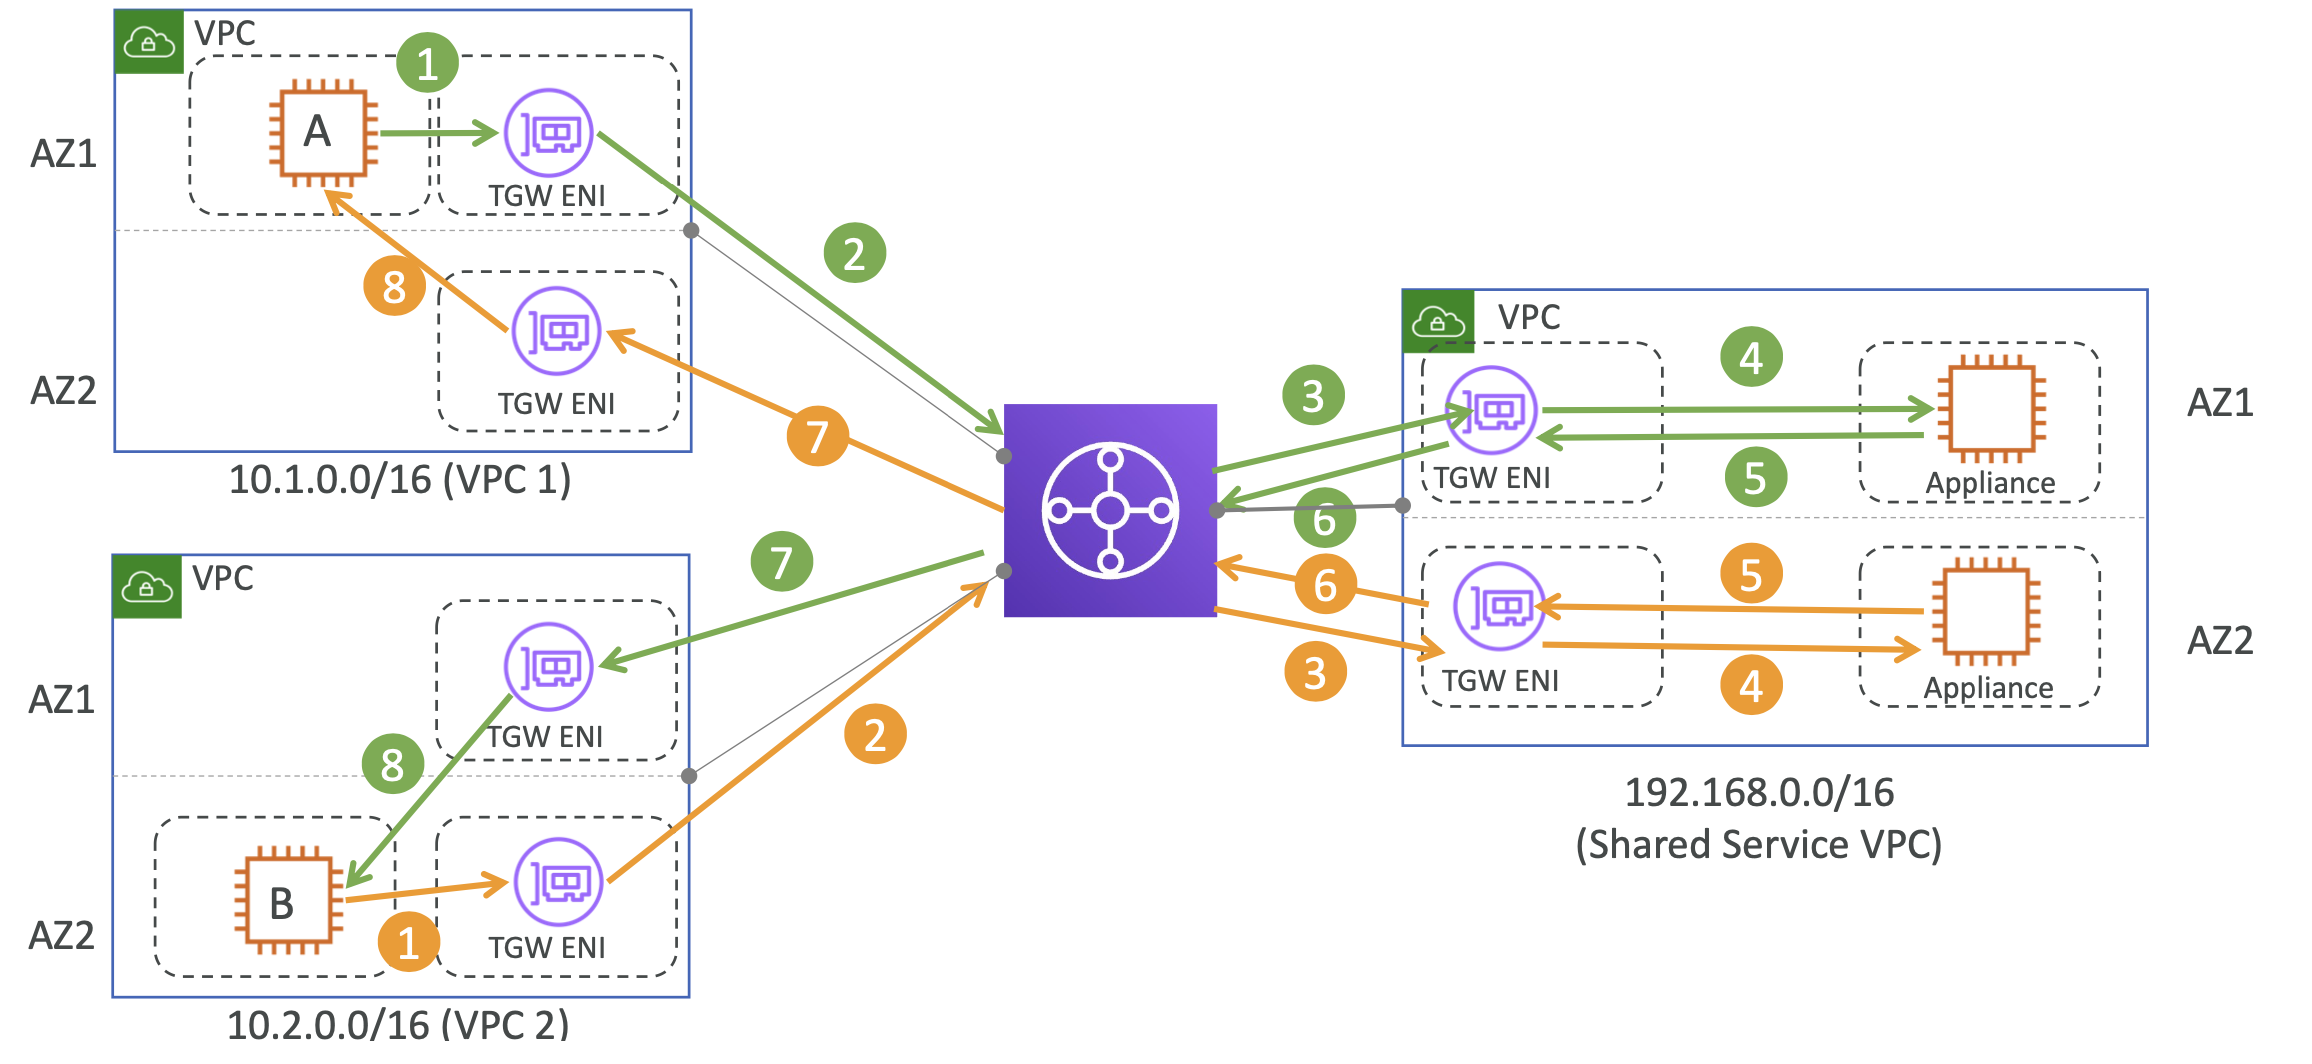 VPC
1
A
AZ1
TGW ENI
2
8
AZ2
TGW ENI
7
10.1.0.0/16 (VPC 1)
VPC
3
4
AZ1
TGW ENI
5
Appliance
6
VPC
7
5
6
AZ1
TGW ENI
3
TGW ENI
4
Appliance
AZ2
8
2
B
1
AZ2
TGW ENI
10.2.0.0/16 (VPC 2)
192.168.0.0/16
(Shared Service VPC)